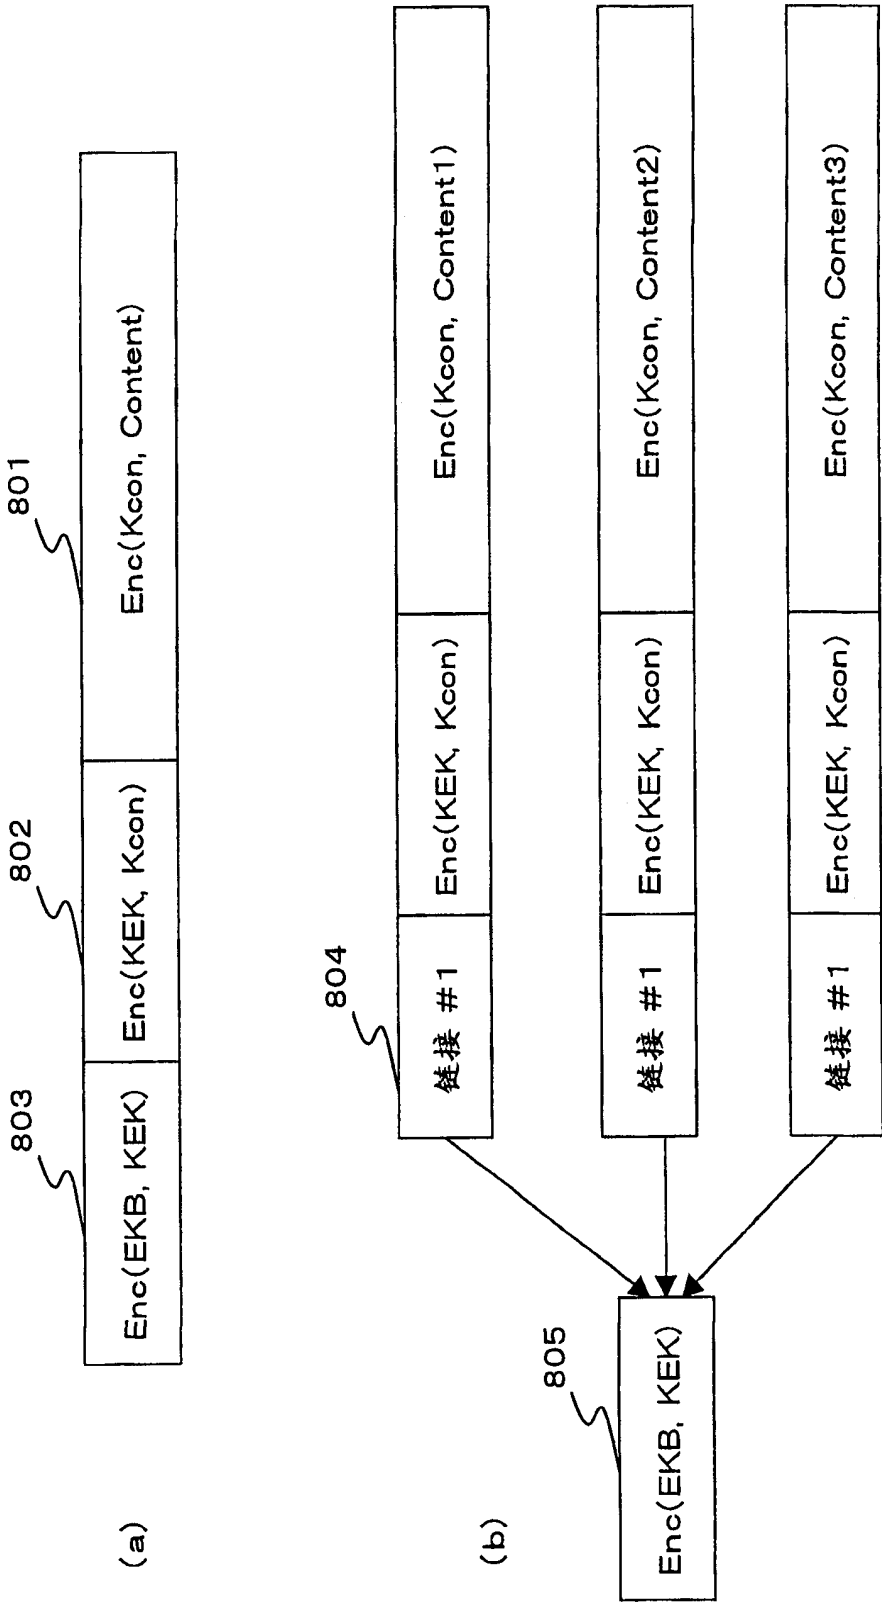 (a)
803
802
801
Enc(EKB, KEK)
Enc(KEK, Kcon)
Enc(Kcon, Content)
(b)
805
Enc(EKB, KEK)
804
链接 #1
Enc(KEK, Kcon)
Enc(Kcon, Content1)
链接 #1
Enc(KEK, Kcon)
Enc(Kcon, Content2)
链接 #1
Enc(KEK, Kcon)
Enc(Kcon, Content3)